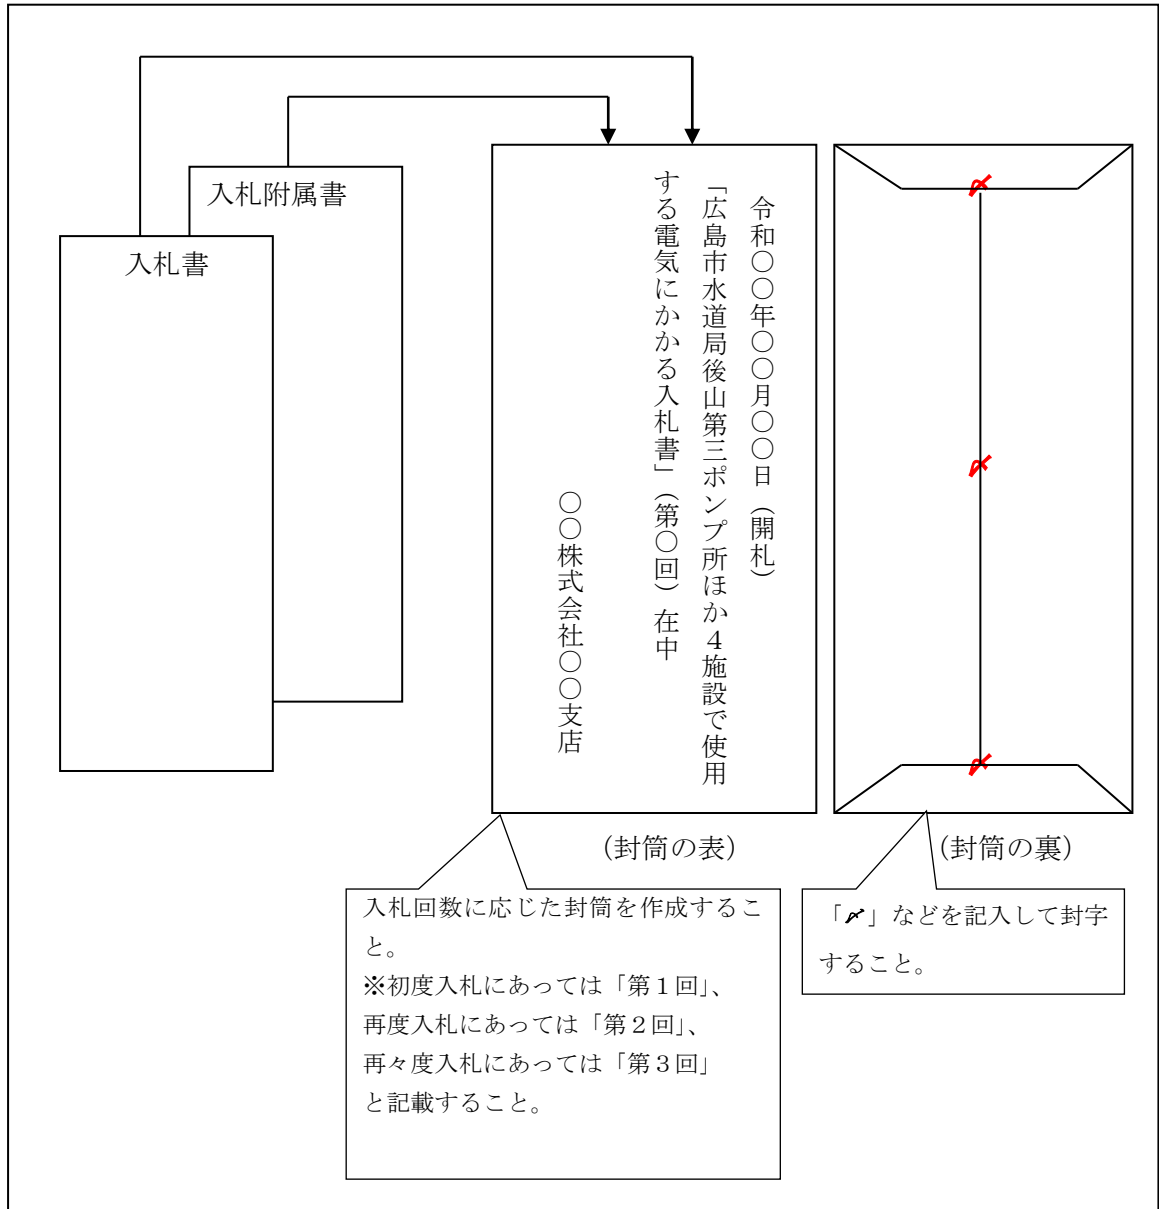 入札附属書
入札書
令和〇〇年〇〇月〇〇日（開札）
「広島市水道局後山第三ポンプ所ほか４施設で使用
する電気にかかる入札書」（第〇回）在中
〇〇株式会社〇〇支店
（封筒の表）
（封筒の裏）
入札回数に応じた封筒を作成するこ
と。
※初度入札にあっては「第１回」、
再度入札にあっては「第２回」、
再々度入札にあっては「第３回」
と記載すること。
「〆」などを記入して封字
すること。
〆
〆
〆